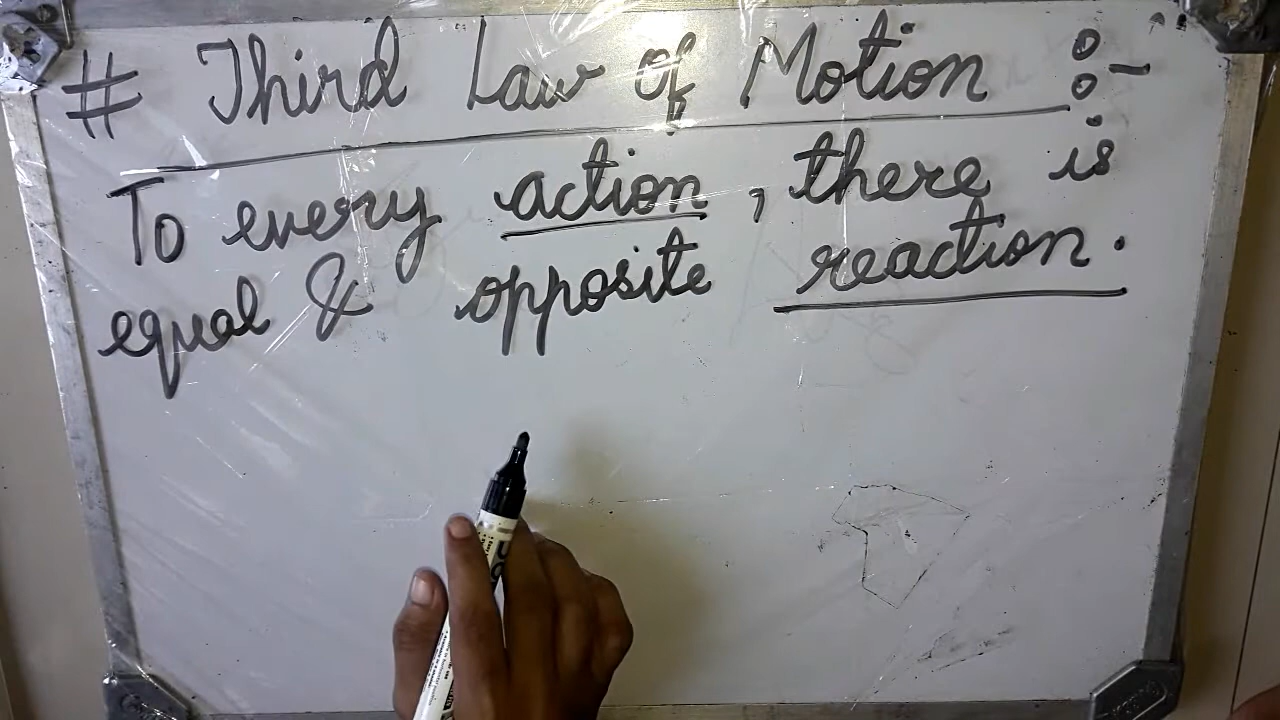 # Third Law of Motion :-
To every action, there is
equal & opposite reaction.